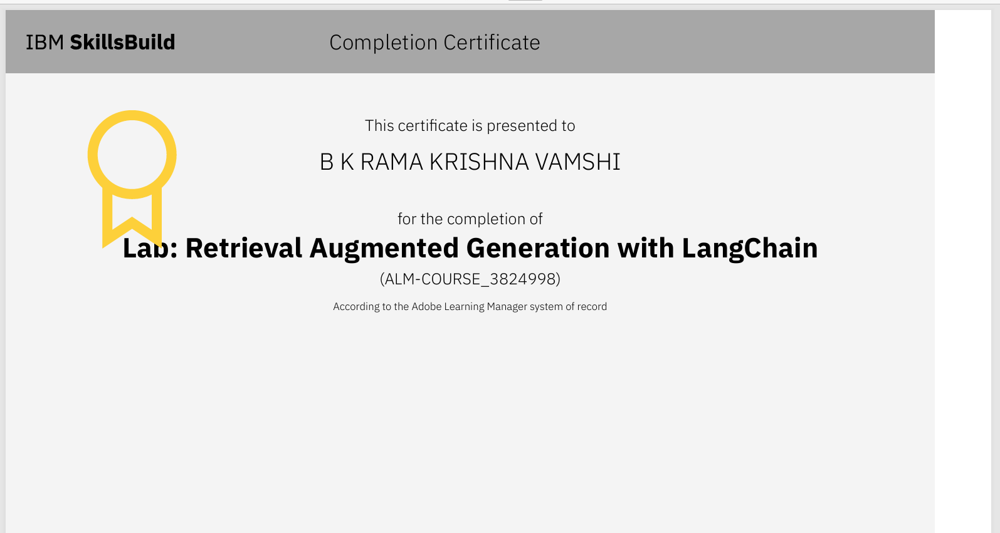 IBM SkillsBuild
Completion Certificate
This certificate is presented to
B K RAMA KRISHNA VAMSHI
for the completion of
Lab: Retrieval Augmented Generation with LangChain
(ALM-COURSE_3824998)
According to the Adobe Learning Manager system of record